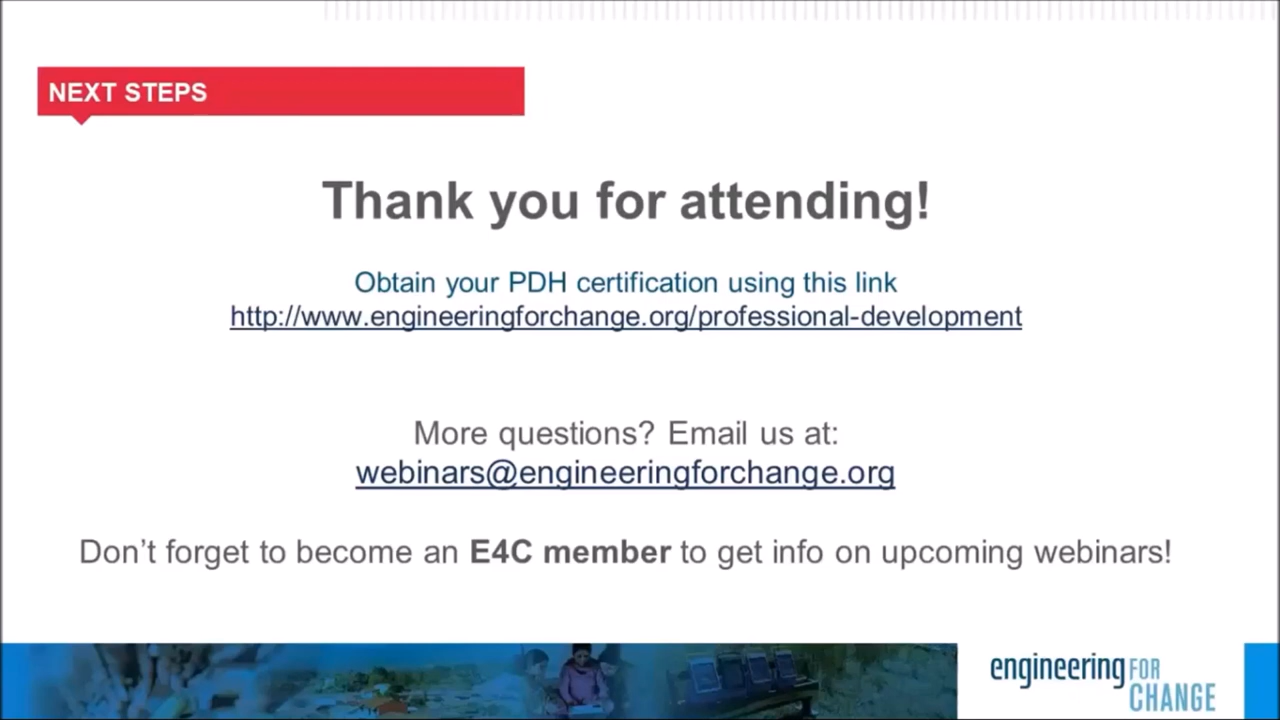 NEXT STEPS
Thank you for attending!
Obtain your PDH certification using this link
http://www.engineeringforchange.org/professional-development
More questions? Email us at:
webinars@engineeringforchange.org
Don’t forget to become an E4C member to get info on upcoming webinars!
engineering FOR
CHANGE